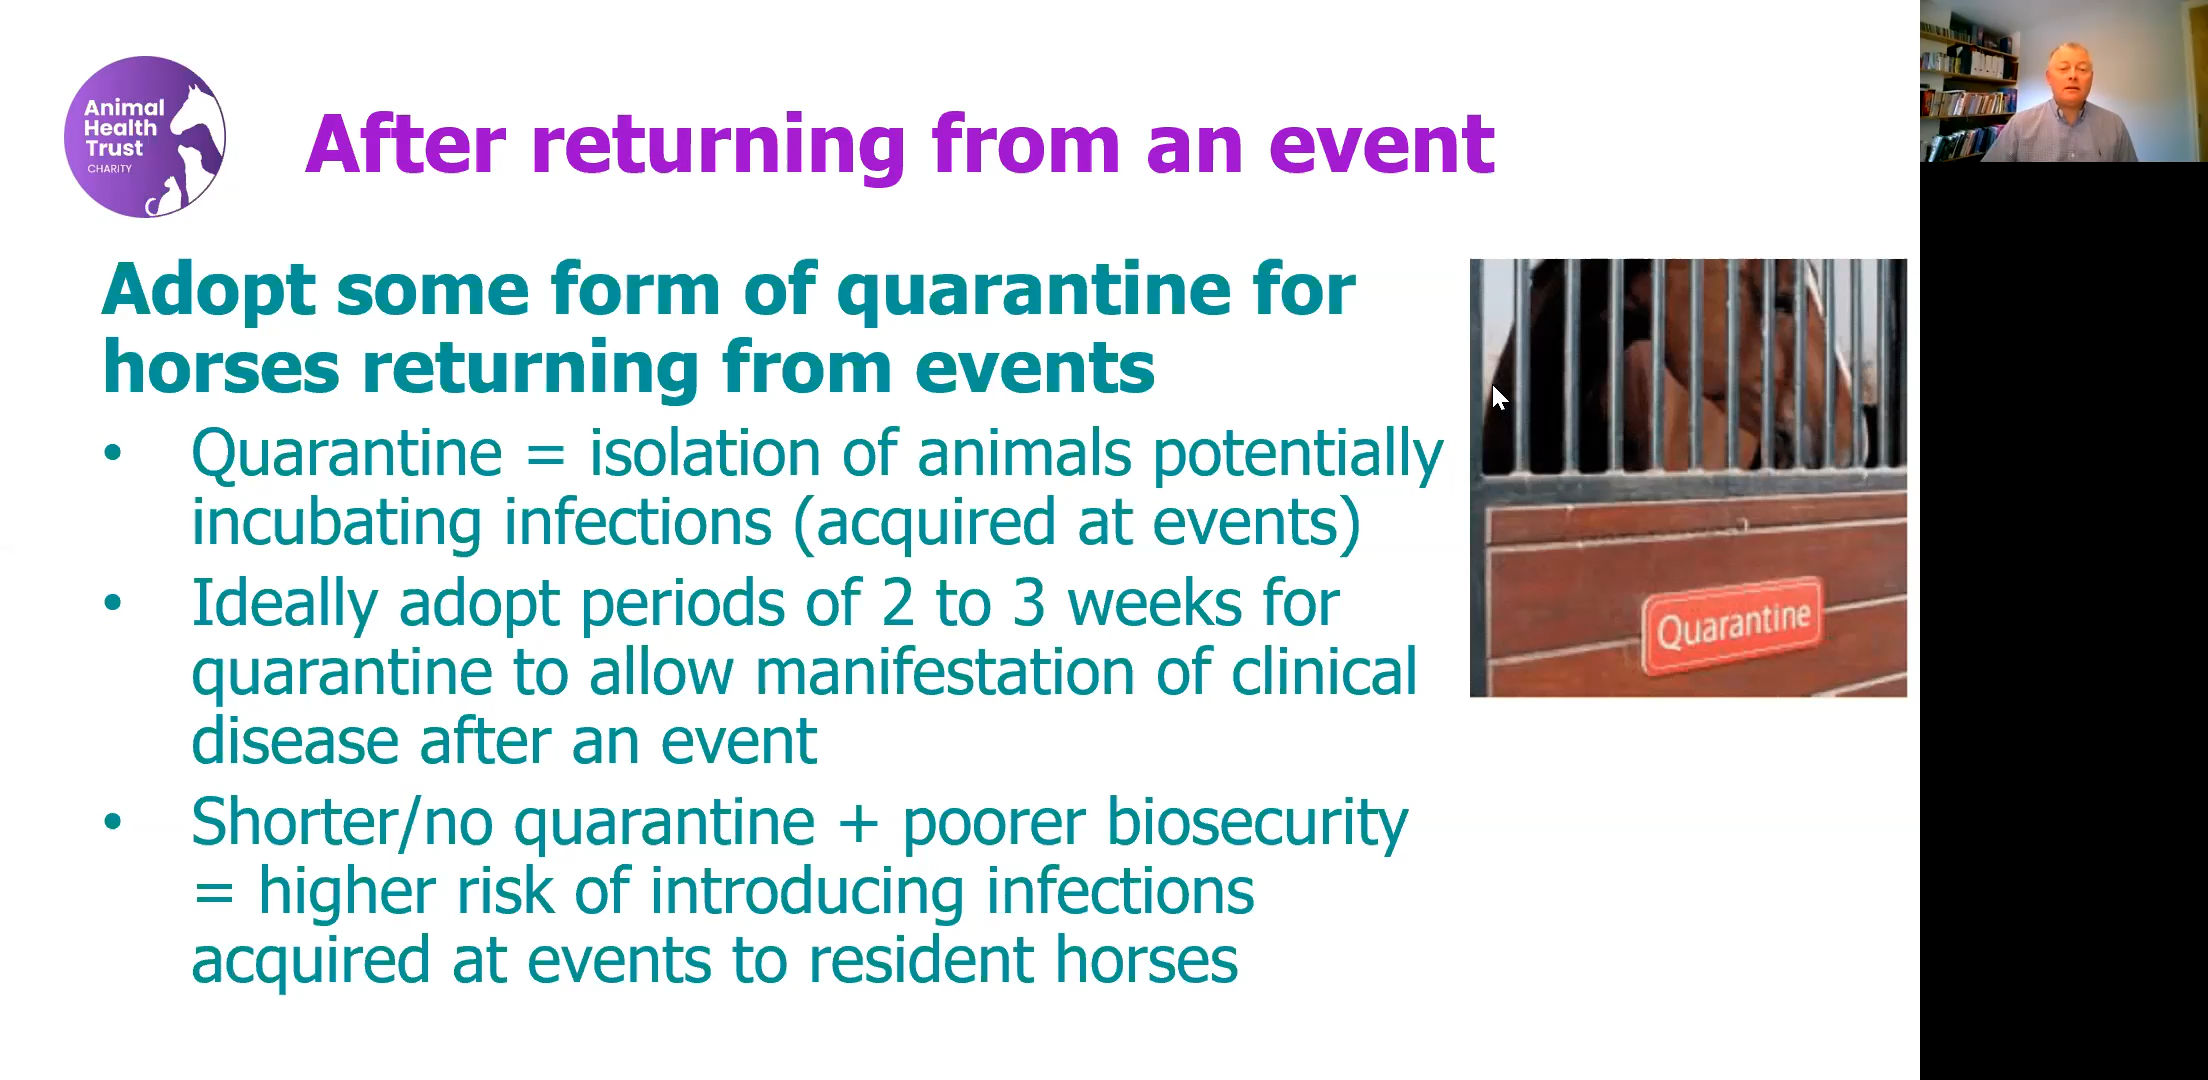 Animal
Health
Trust
CHARITY
After returning from an event
Adopt some form of quarantine for
horses returning from events
• Quarantine = isolation of animals potentially
incubating infections (acquired at events)
• Ideally adopt periods of 2 to 3 weeks for
quarantine to allow manifestation of clinical
disease after an event
• Shorter/no quarantine + poorer biosecurity
= higher risk of introducing infections
acquired at events to resident horses
Quarantine